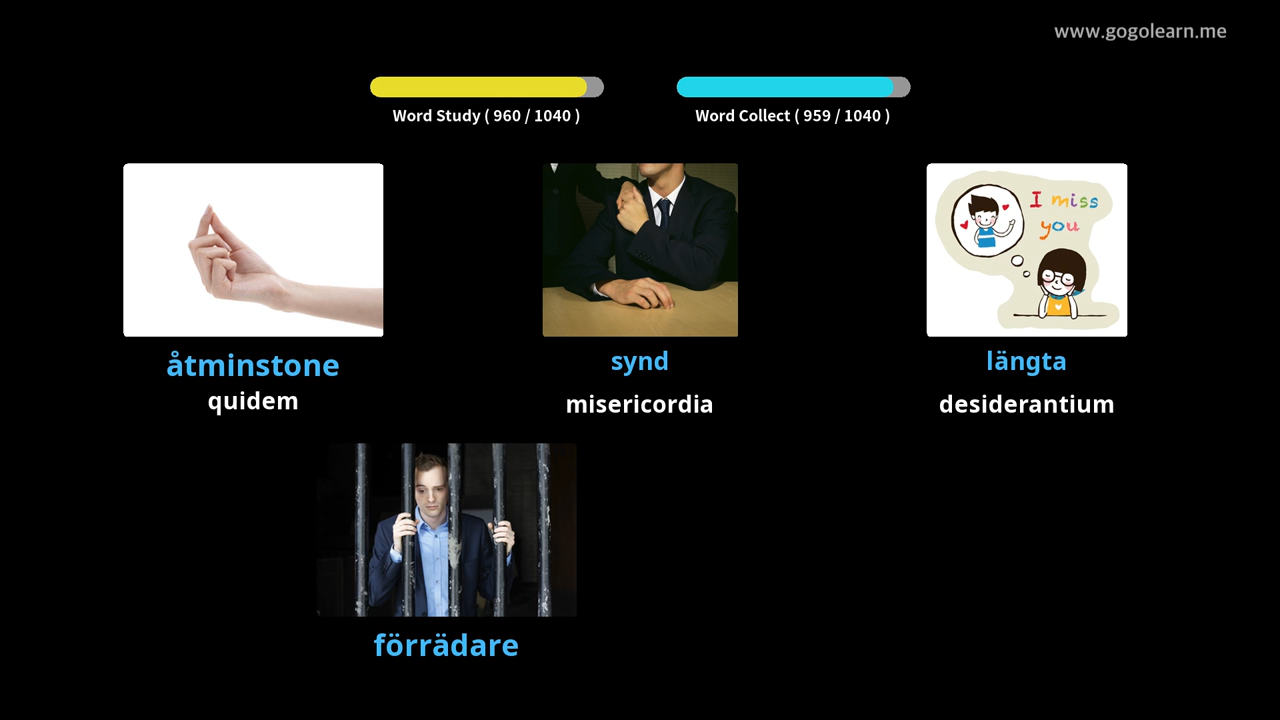 www.gogolearn.me
Word Study ( 960 / 1040 )
Word Collect ( 959 / 1040 )
I miss
you
åtminstone
synd
längta
quidem
misericordia
desiderantium
förrädare